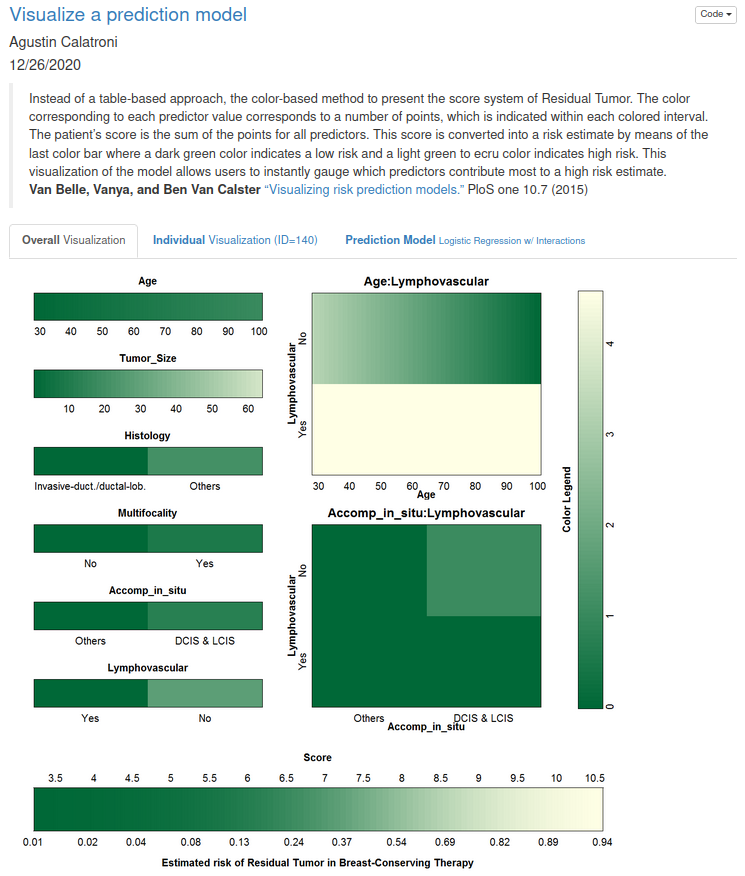 Visualize a prediction model
Code
Agustin Calatroni
12/26/2020
Instead of a table-based approach, the color-based method to present the score system of Residual Tumor. The color
corresponding to each predictor value corresponds to a number of points, which is indicated within each colored interval.
The patient's score is the sum of the points for all predictors. This score is converted into a risk estimate by means of the
last color bar where a dark green color indicates a low risk and a light green to ecru color indicates high risk. This
visualization of the model allows users to instantly gauge which predictors contribute most to a high risk estimate.
Van Belle, Vanya, and Ben Van Calster “Visualizing risk prediction models.” PloS one 10.7 (2015)
Overall Visualization
Individual Visualization (ID=140)
Prediction Model Logistic Regression w/ Interactions
Age
30 40 50 60 70 80 90 100
Tumor_Size
10 20 30 40 50 60
Histology
Invasive-duct./ductal-lob. Others
Multifocality
No Yes
Accomp_in_situ
Others DCIS & LCIS
Lymphovascular
Yes No
Age:Lymphovascular
Lymphovascular
No
Yes
30 40 50 60 70 80 90 100
Age
Accomp_in_situ:Lymphovascular
Lymphovascular
No
Yes
Others DCIS & LCIS
Accomp_in_situ
Color Legend
4
3
2
1
0
Score
3.5 4 4.5 5 5.5 6 6.5 7 7.5 8 8.5 9 9.5 10 10.5
0.01 0.02 0.04 0.08 0.13 0.24 0.37 0.54 0.69 0.82 0.89 0.94
Estimated risk of Residual Tumor in Breast-Conserving Therapy